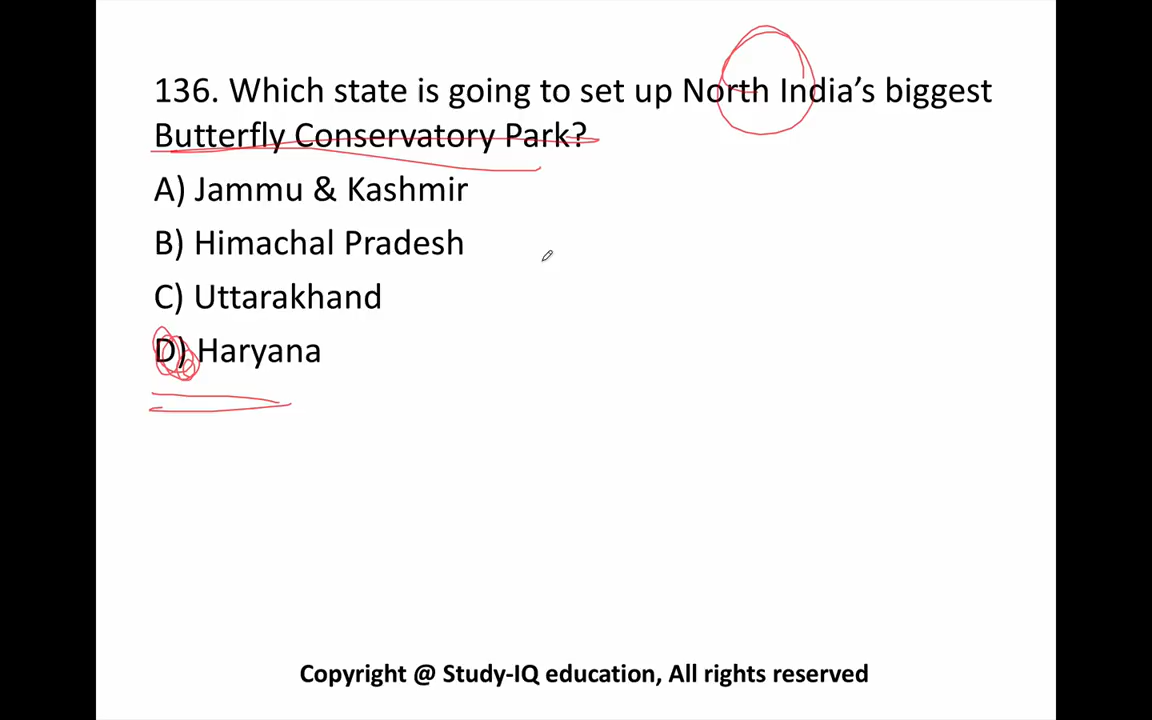 136. Which state is going to set up North India’s biggest
Butterfly Conservatory Park?
A) Jammu & Kashmir
B) Himachal Pradesh
C) Uttarakhand
D) Haryana
Copyright @ Study-IQ education, All rights reserved